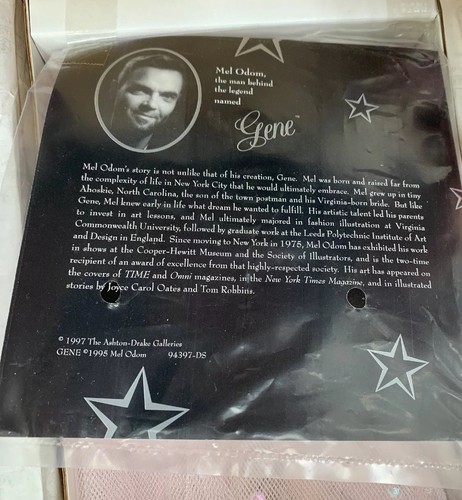 Mel Odom,
the man behind
the legend
named
Gene™
Mel Odom's story is not unlike that of his creation, Gene. Mel was born and raised far from
the complexity of life in New York City that he would ultimately embrace. Mel grew up in tiny
Ahoskie, North Carolina, the son of the town postman and his Virginia-born bride. But like
Gene, Mel knew early in life what dream he wanted to fulfill. His artistic talent led his parents
to invest in art lessons, and Mel ultimately majored in fashion illustration at Virginia
Commonwealth University, followed by graduate work at the Leeds Polytechnic Institute of Art
and Design in England. Since moving to New York in 1975, Mel Odom has exhibited his work
in shows at the Cooper-Hewitt Museum and the Society of Illustrators, and is the two-time
recipient of an award of excellence from that highly-respected society. His art has appeared on
the covers of TIME and Omni magazines, in the New York Times Magazine, and in illustrated
stories by Joyce Carol Oates and Tom Robbins.
© 1997 The Ashton-Drake Galleries
GENE ©1995 Mel Odom 94397-DS